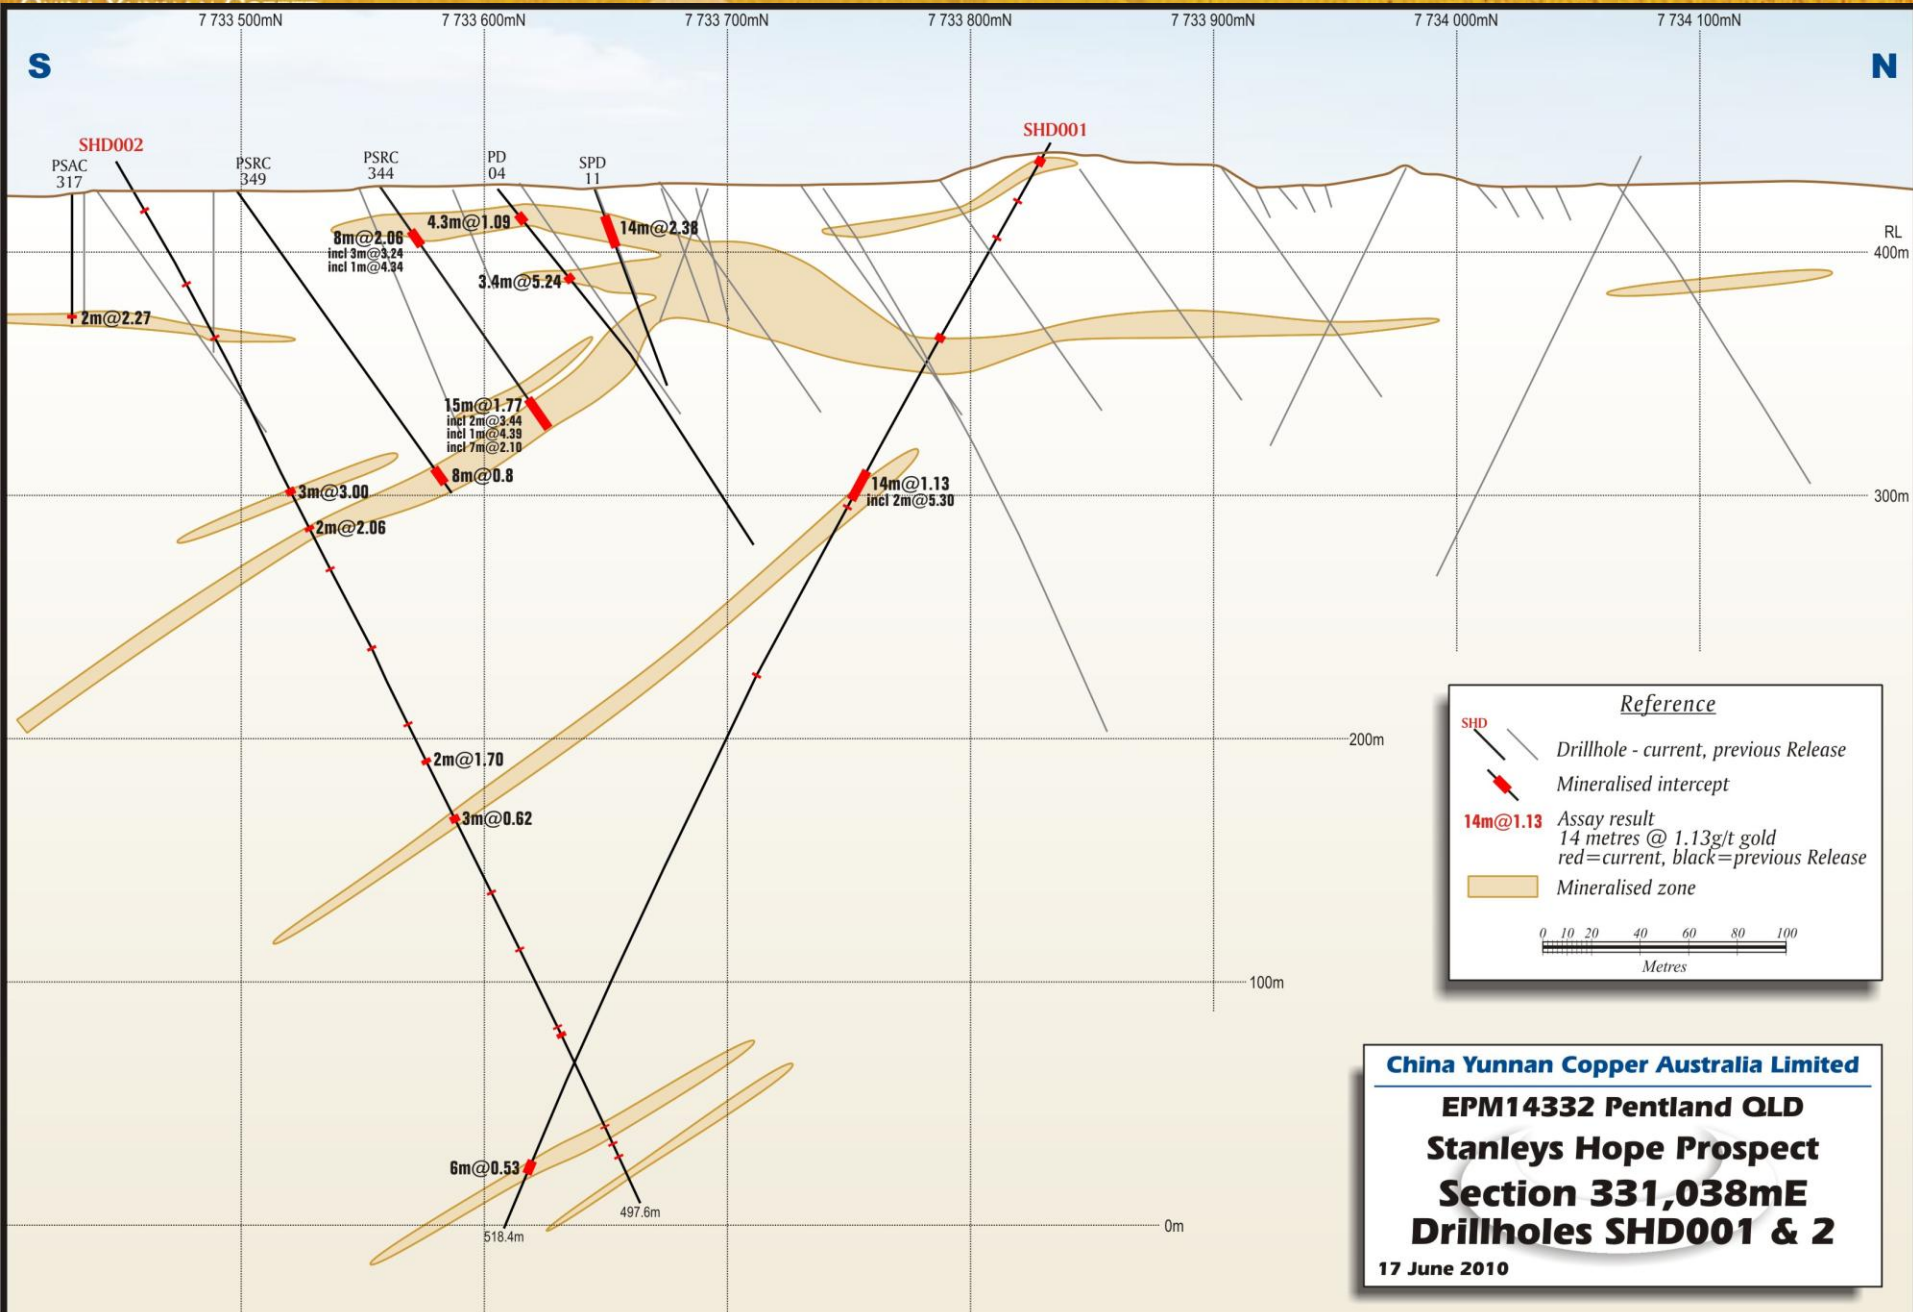 7 733 500mN
7 733 600mN
7 733 700mN
7 733 800mN
7 733 900mN
7 734 000mN
7 734 100mN
S
N
SHD002
SHD001
PSAC
317
PSRC
349
PSRC
344
PD
04
SPD
11
RL
400m
4.3m@1.09
14m@2.38
8m@2.06
incl 3m@3.24
incl 1m@4.34
3.4m@5.24
2m@2.27
15m@1.77
incl 2m@3.44
incl 1m@4.39
incl 7m@2.10
8m@0.8
3m@3.00
2m@2.06
14m@1.13
incl 2m@5.30
300m
2m@1.70
200m
3m@0.62
100m
6m@0.53
497.6m
518.4m
0m
Reference
SHD
Drillhole - current, previous Release
Mineralised intercept
14m@1.13
Assay result
14 metres @ 1.13g/t gold
red=current, black=previous Release
Mineralised zone
0 10 20 40 60 80 100
Metres
China Yunnan Copper Australia Limited
EPM14332 Pentland QLD
Stanleys Hope Prospect
Section 331,038mE
Drillholes SHD001 & 2
17 June 2010